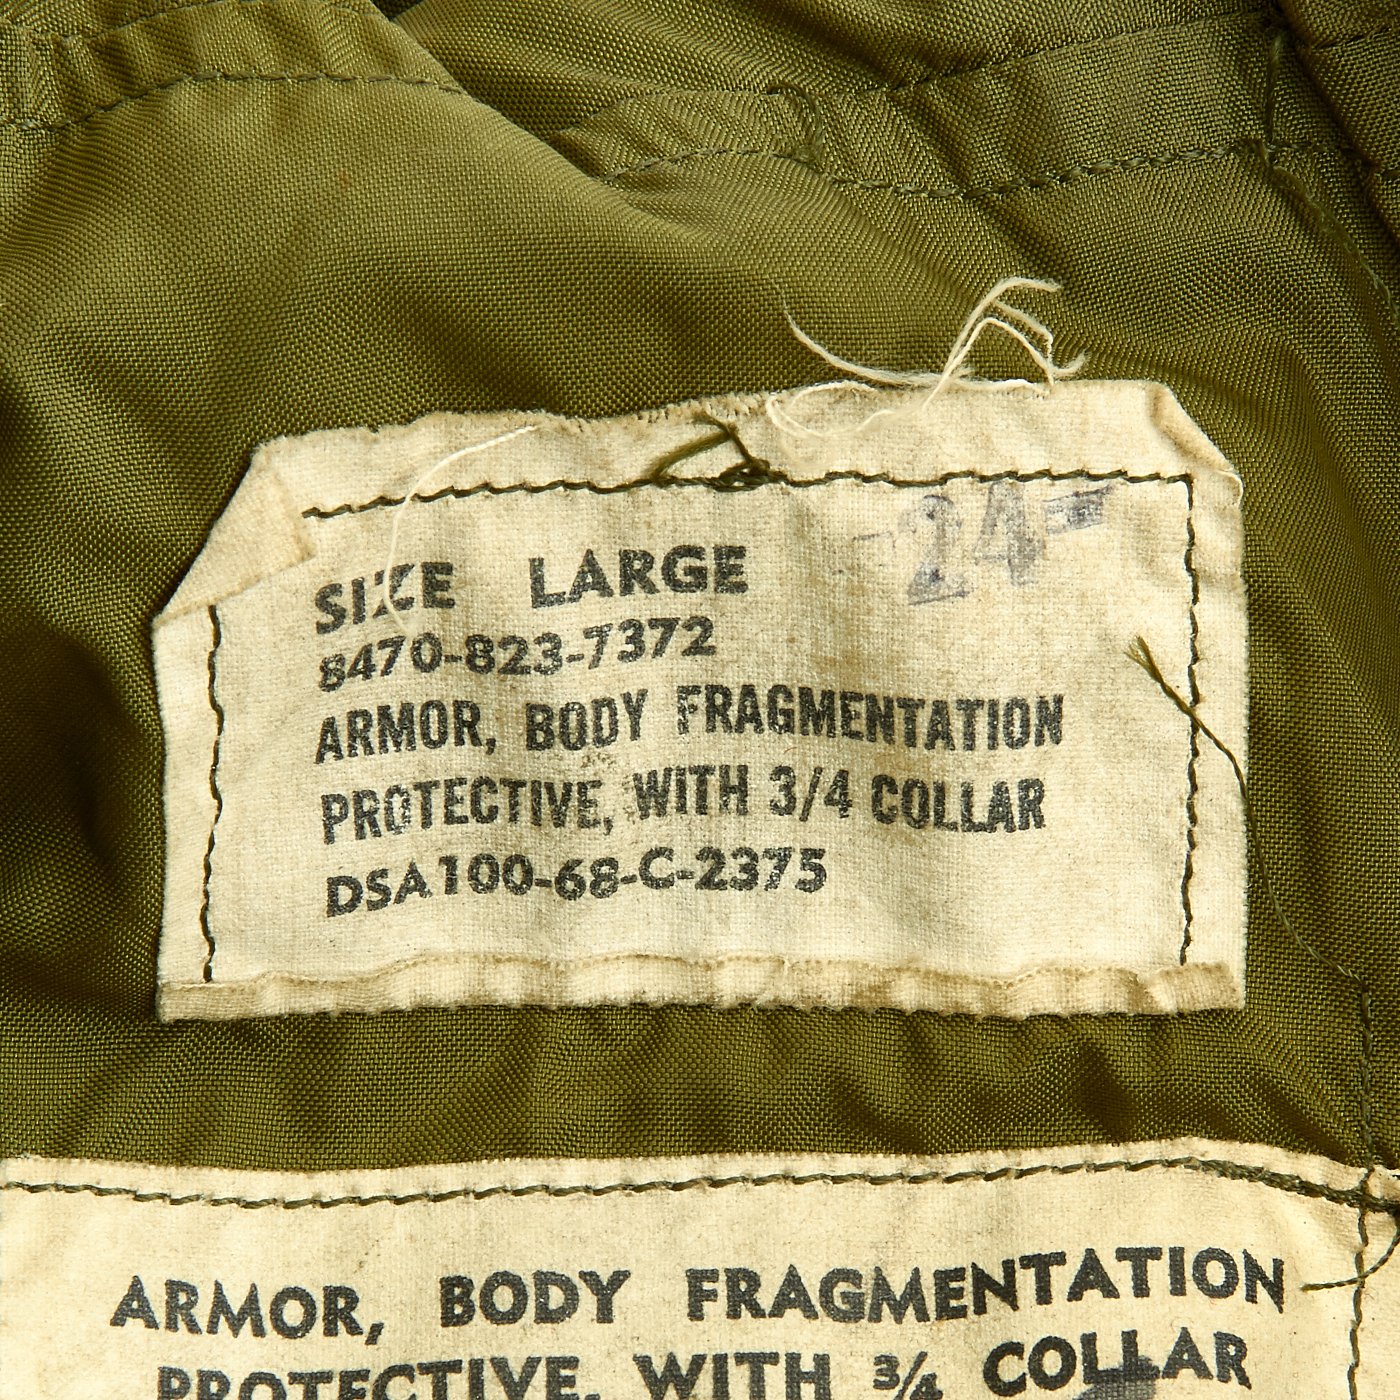 -24-
SIZE LARGE
8470-823-7372
ARMOR, BODY FRAGMENTATION
PROTECTIVE, WITH 3/4 COLLAR
DSA100-68-C-2375
ARMOR, BODY FRAGMENTATION
PROTECTIVE, WITH ¾ COLLAR